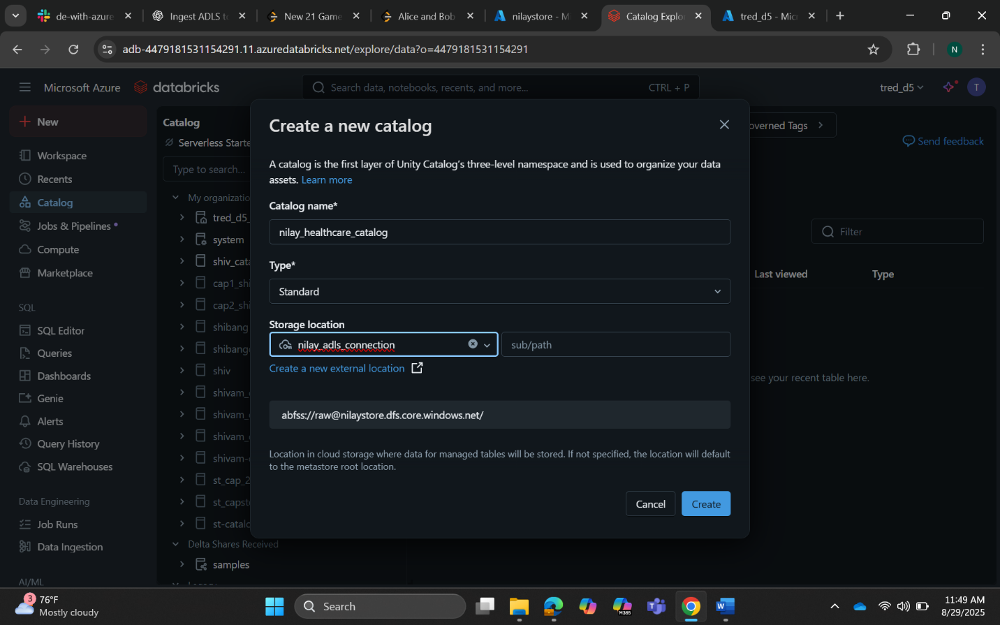 de-with-azure
Ingest ADLS t
New 21 Game
Alice and Bob
nilaystore - M
Catalog Explo
tred_d5 - Micr
adb-4479181531154291.11.azuredatabricks.net/explore/data?o=4479181531154291
N
Microsoft Azure
databricks
Search data, notebooks, recents, and more...
CTRL + P
tred_d5
T
New
Workspace
Recents
Catalog
Jobs & Pipelines
Compute
Marketplace
SQL
SQL Editor
Queries
Dashboards
Genie
Alerts
Query History
SQL Warehouses
Data Engineering
Job Runs
Data Ingestion
AI/ML
Catalog
Serverless Starte
Type to search...
My organizatio
tred_d5_
system
shiv_cata
cap1_shi
cap2_shi
shibang
shibang
shiv
shivam_
shivam_
shivam_
shivam-
st_cap_2
st_capst
st-catalo
Delta Shares Received
samples
Create a new catalog
A catalog is the first layer of Unity Catalog's three-level namespace and is used to organize your data
assets. Learn more
Catalog name*
nilay_healthcare_catalog
Type*
Standard
Storage location
nilay_adls_connection
sub/path
Create a new external location
abfss://raw@nilaystore.dfs.core.windows.net/
Location in cloud storage where data for managed tables will be stored. If not specified, the location will default
to the metastore root location.
Cancel
Create
overned Tags
Send feedback
Filter
Last viewed
Type
see your recent table here.
3
76°F
Mostly cloudy
Search
M365
W
T
11:49 AM
8/29/2025